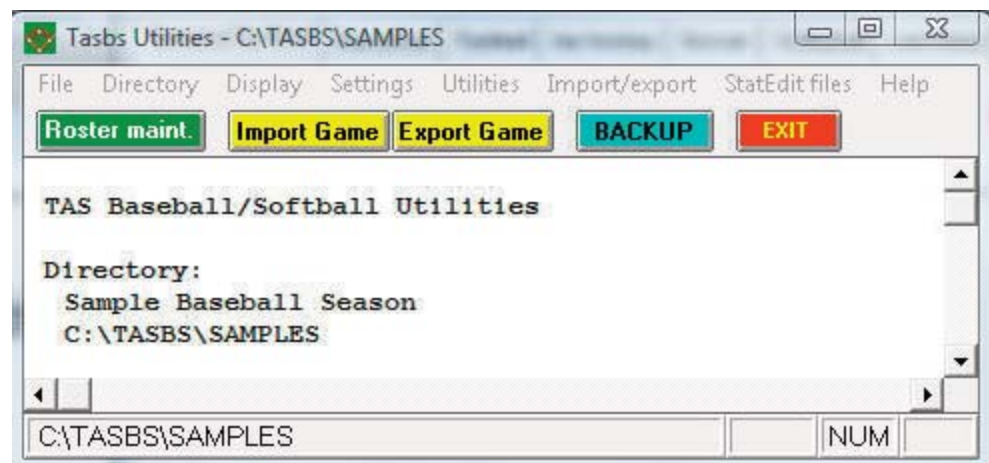 Tasbs Utilities - C:\TASBS\SAMPLES
File Directory Display Settings Utilities Import/export StatEdit files Help
Roster maint. Import Game Export Game BACKUP EXIT
TAS Baseball/Softball Utilities
Directory:
Sample Baseball Season
C:\TASBS\SAMPLES
C:\TASBS\SAMPLES NUM